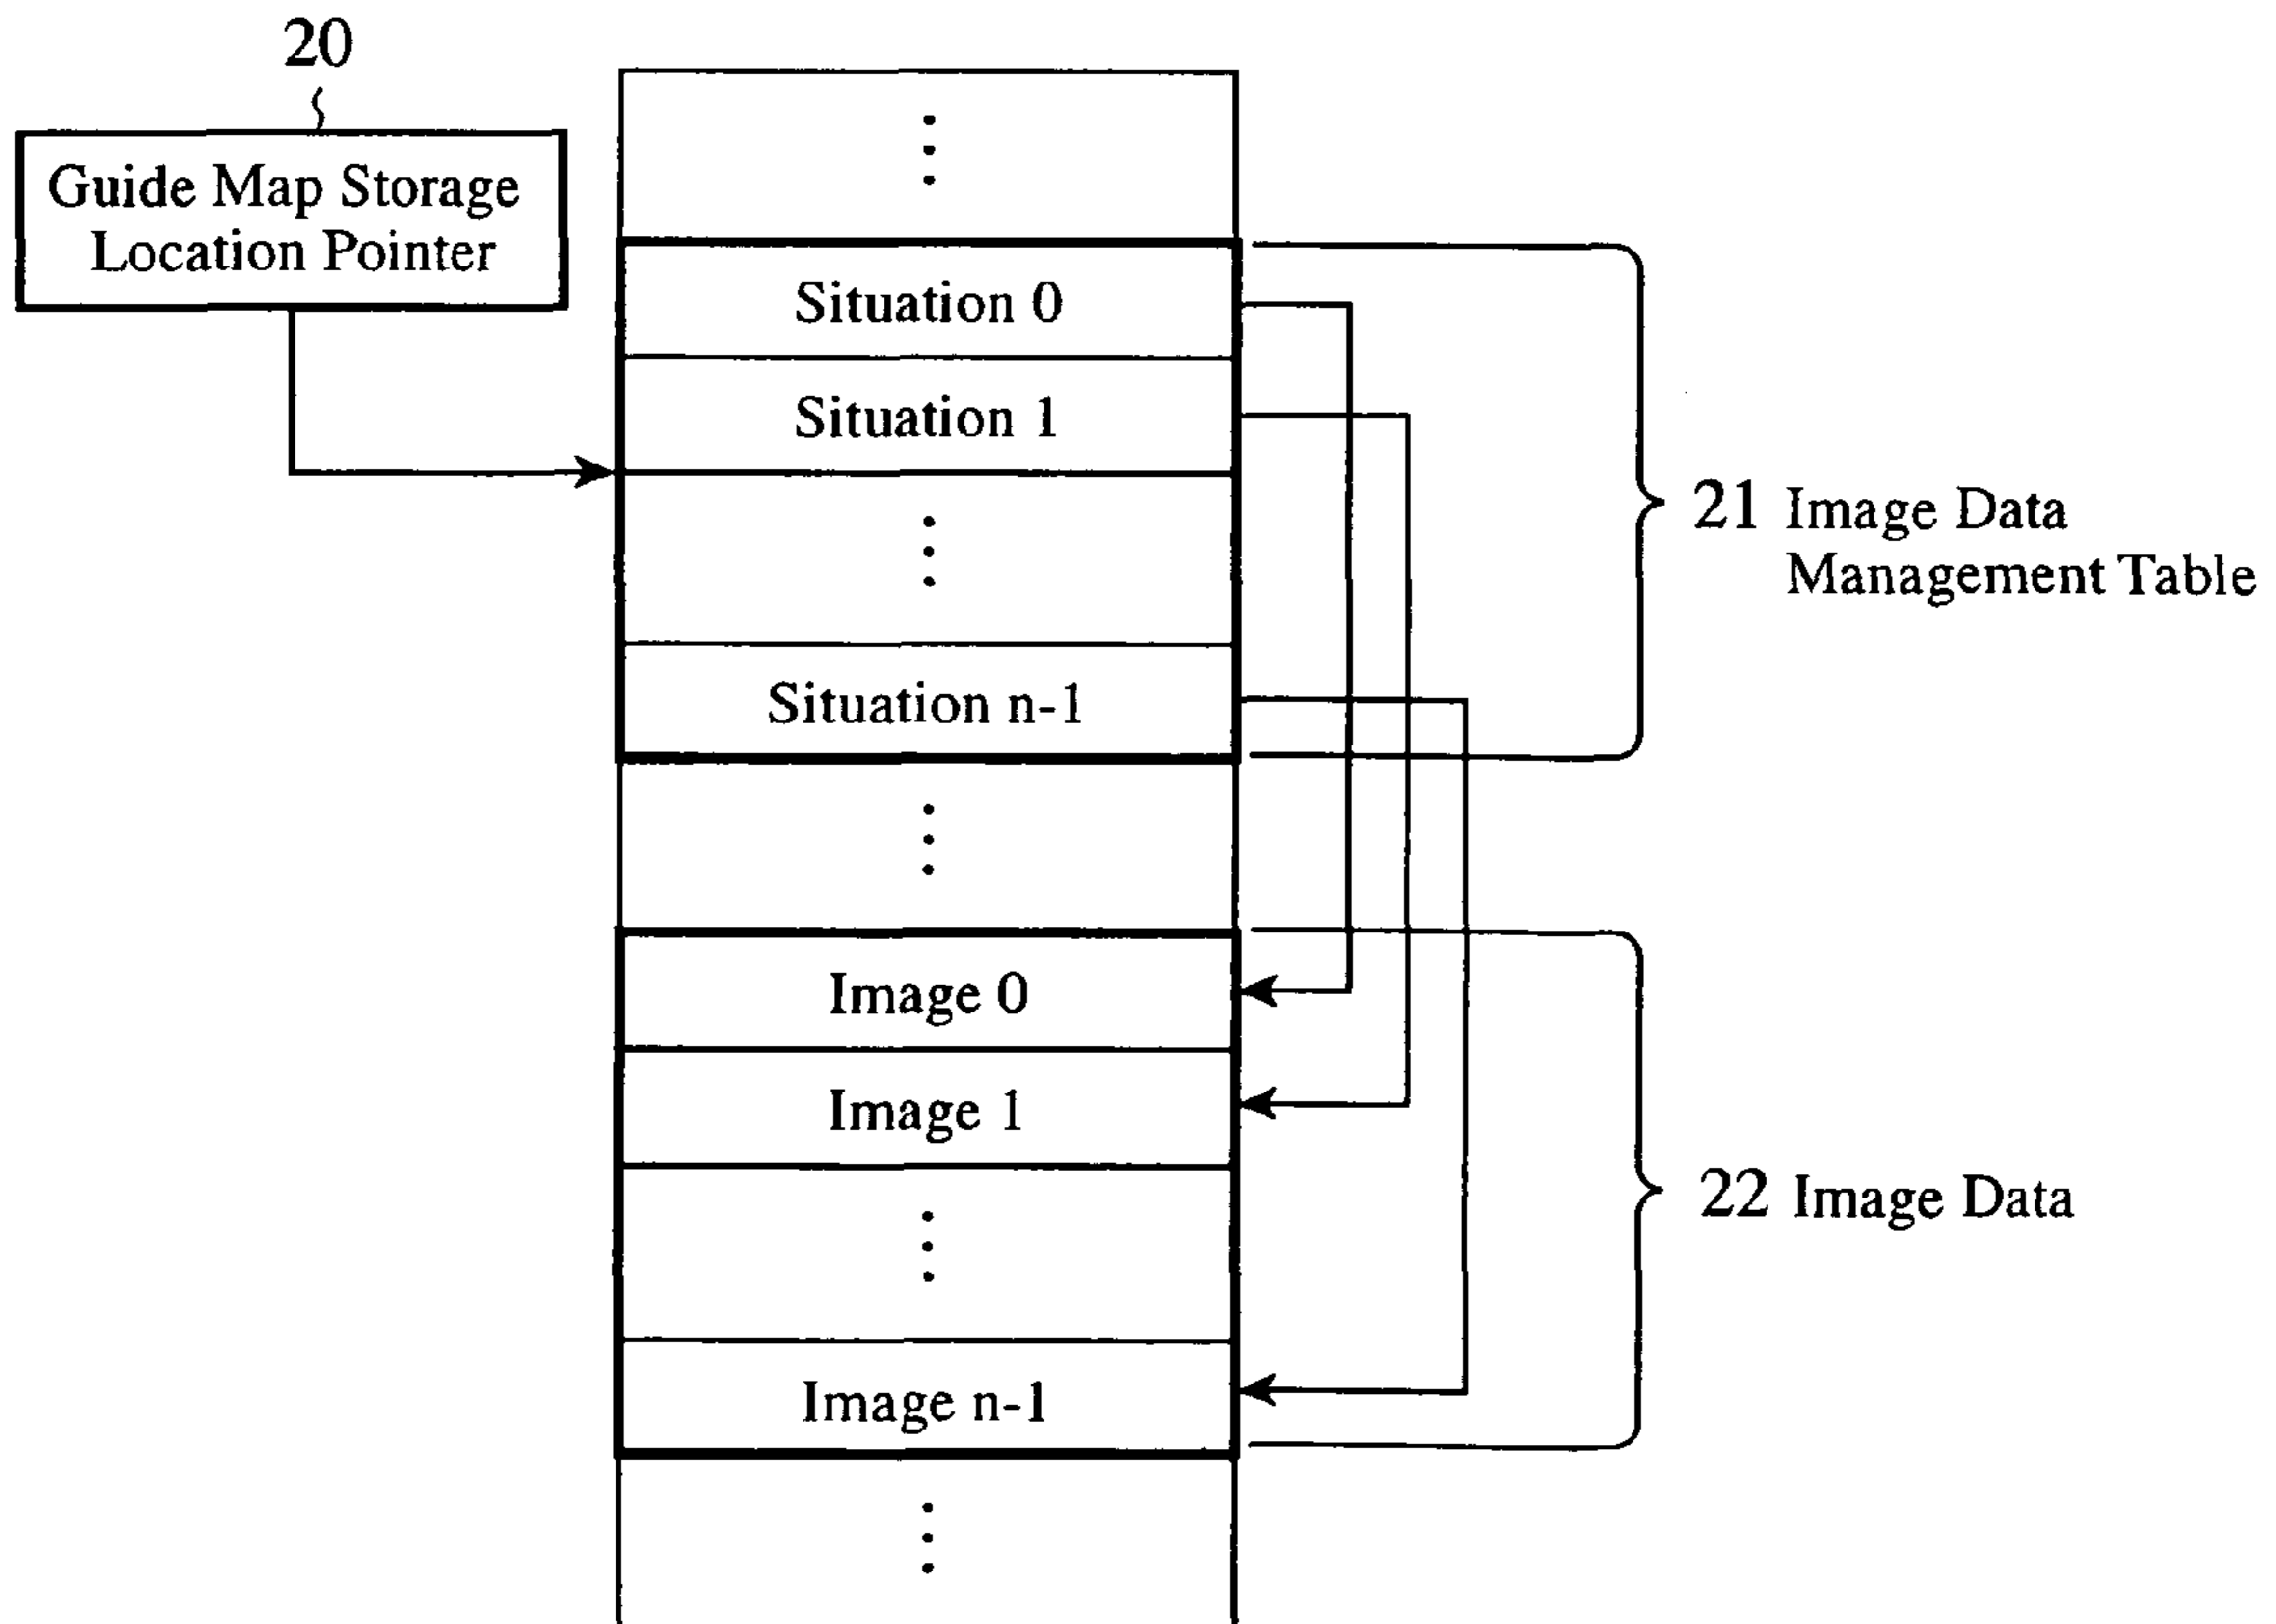 20
Guide Map Storage
Location Pointer
Situation 0
Situation 1
Situation n-1
21 Image Data
Management Table
Image 0
Image 1
22 Image Data
Image n-1